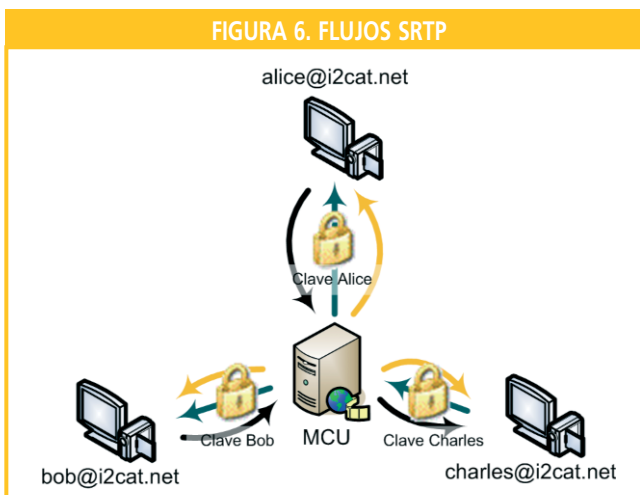 FIGURA 6. FLUJOS SRTP
alice@i2cat.net
Clave Alice
Clave Bob
MCU
Clave Charles
bob@i2cat.net
charles@i2cat.net